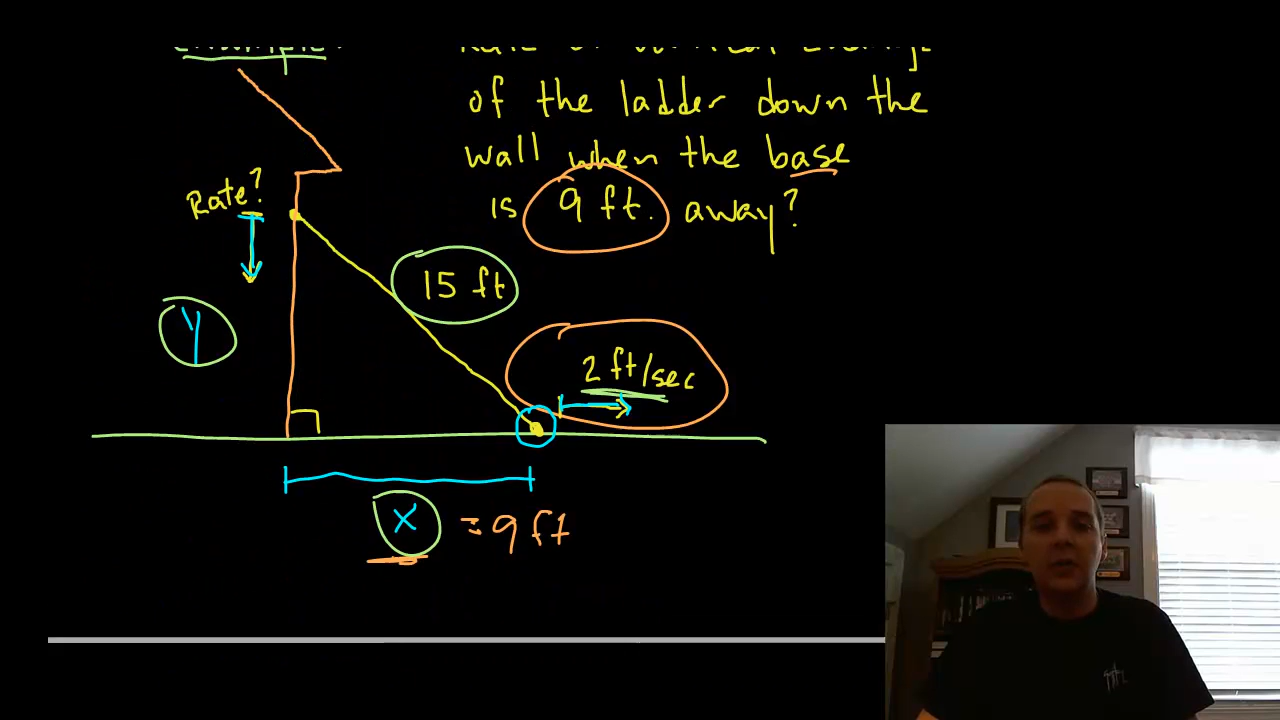 of the ladder down the
wall when the base
is 9 ft. away?
Rate?
15 ft
Y
2 ft/sec
X = 9 ft